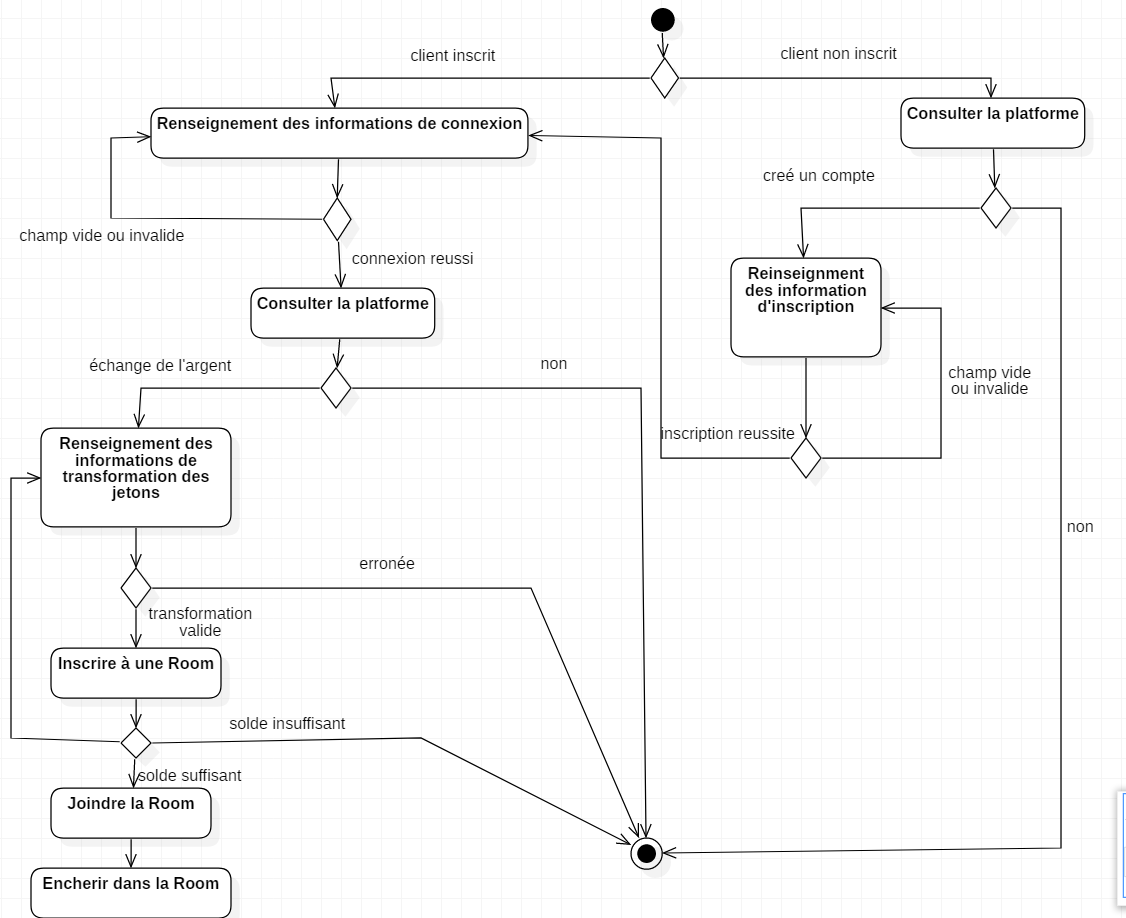 client inscrit
client non inscrit
Renseignement des informations de connexion
Consulter la platforme
creé un compte
champ vide ou invalide
connexion reussi
Reinseignment
des information
d'inscription
Consulter la platforme
échange de l'argent
non
champ vide
ou invalide
inscription reussite
Renseignement des
informations de
transformation des
jetons
non
erronée
transformation
valide
Inscrire à une Room
solde insuffisant
solde suffisant
Joindre la Room
Encherir dans la Room